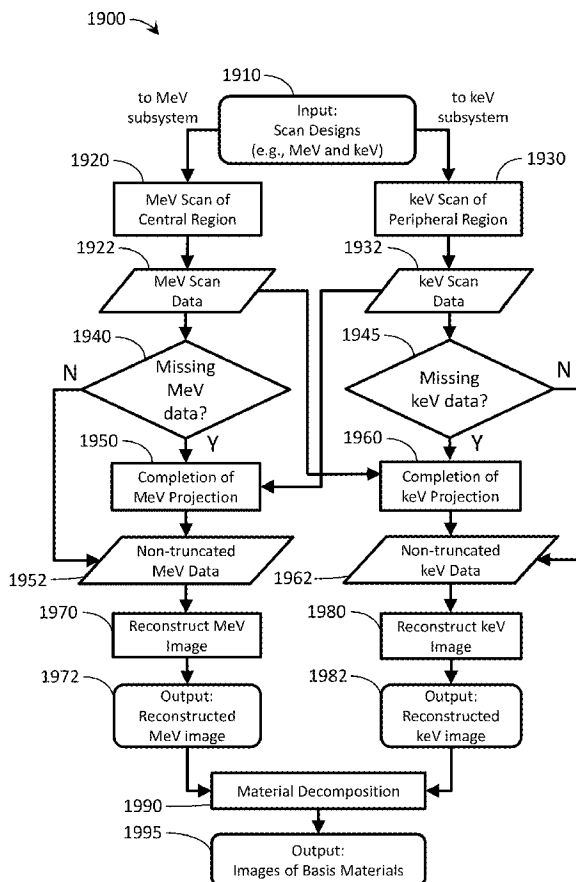 1900
1910
to MeV
subsystem
to keV
subsystem
Input:
Scan Designs
(e.g., MeV and keV)
1920
1930
MeV Scan of
Central Region
keV Scan of
Peripheral Region
1922
1932
MeV Scan
Data
keV Scan
Data
1940
1945
N
Missing
MeV
data?
Missing
keV data?
N
Y
Y
1950
1960
Completion of
MeV Projection
Completion of
keV Projection
Non-truncated
MeV Data
Non-truncated
keV Data
1952
1962
1970
1980
Reconstruct MeV
Image
Reconstruct keV
Image
1972
1982
Output:
Reconstructed
MeV image
Output:
Reconstructed
keV image
Material Decomposition
1990
1995
Output:
Images of Basis Materials